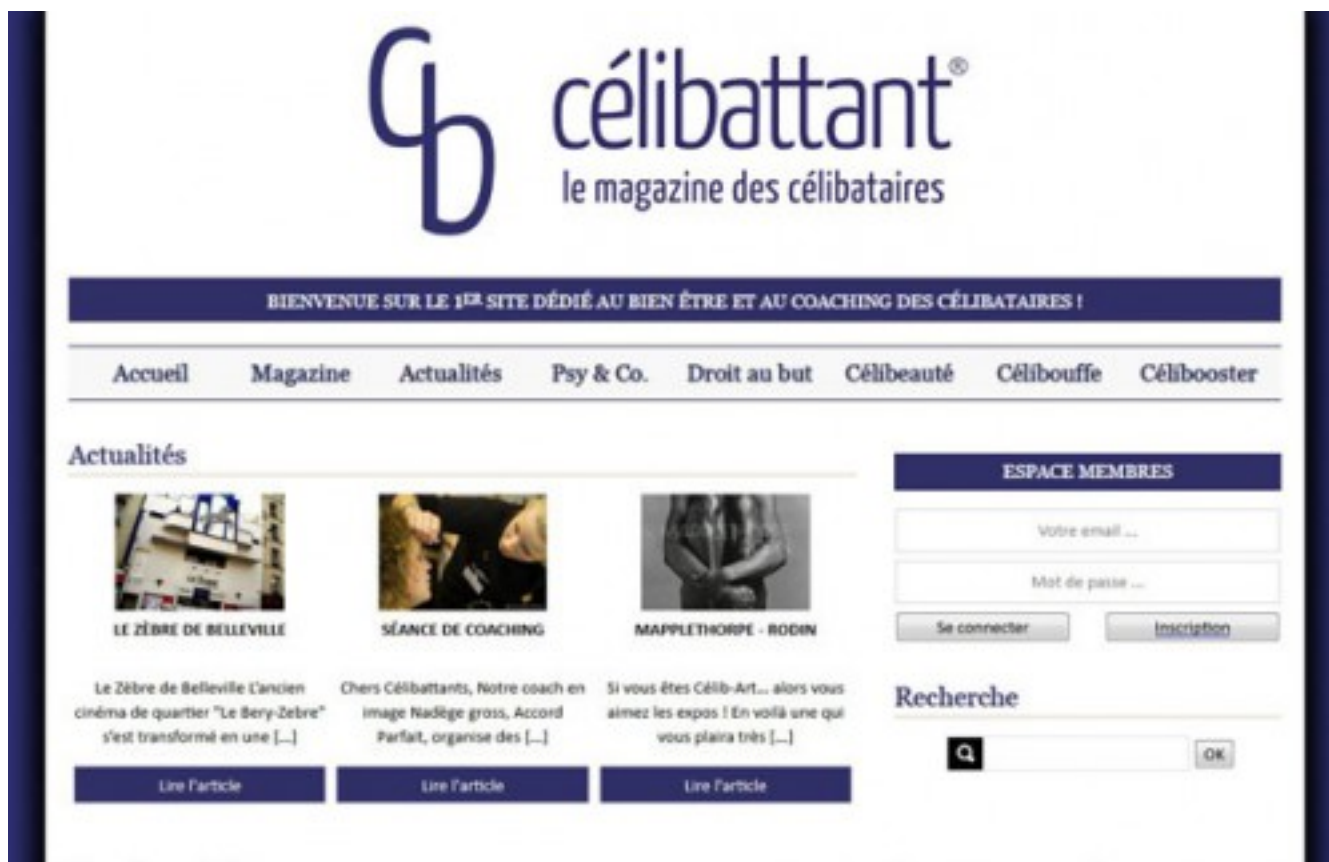 cb
célibattant®
le magazine des célibataires
BIENVENUE SUR LE 1ER SITE DÉDIÉ AU BIEN ÊTRE ET AU COACHING DES CÉLIBATAIRES !
Accueil Magazine Actualités Psy & Co. Droit au but Célibeauté Célibouffe Célibooster
Actualités
LE ZÈBRE DE BELLEVILLE
Le Zèbre de Belleville L'ancien
cinéma de quartier "Le Bery-Zebre"
s'est transformé en une [...]
Lire l'article
SÉANCE DE COACHING
Chers Célibattants, Notre coach en
image Nadège gross, Accord
Parfait, organise des [...]
Lire l'article
MAPPLETHORPE - RODIN
Si vous êtes Célib-Art... alors vous
aimez les expos ! En voilà une qui
vous plaira très [...]
Lire l'article
ESPACE MEMBRES
Votre email ...
Mot de passe ...
Se connecter Inscription
Recherche
OK